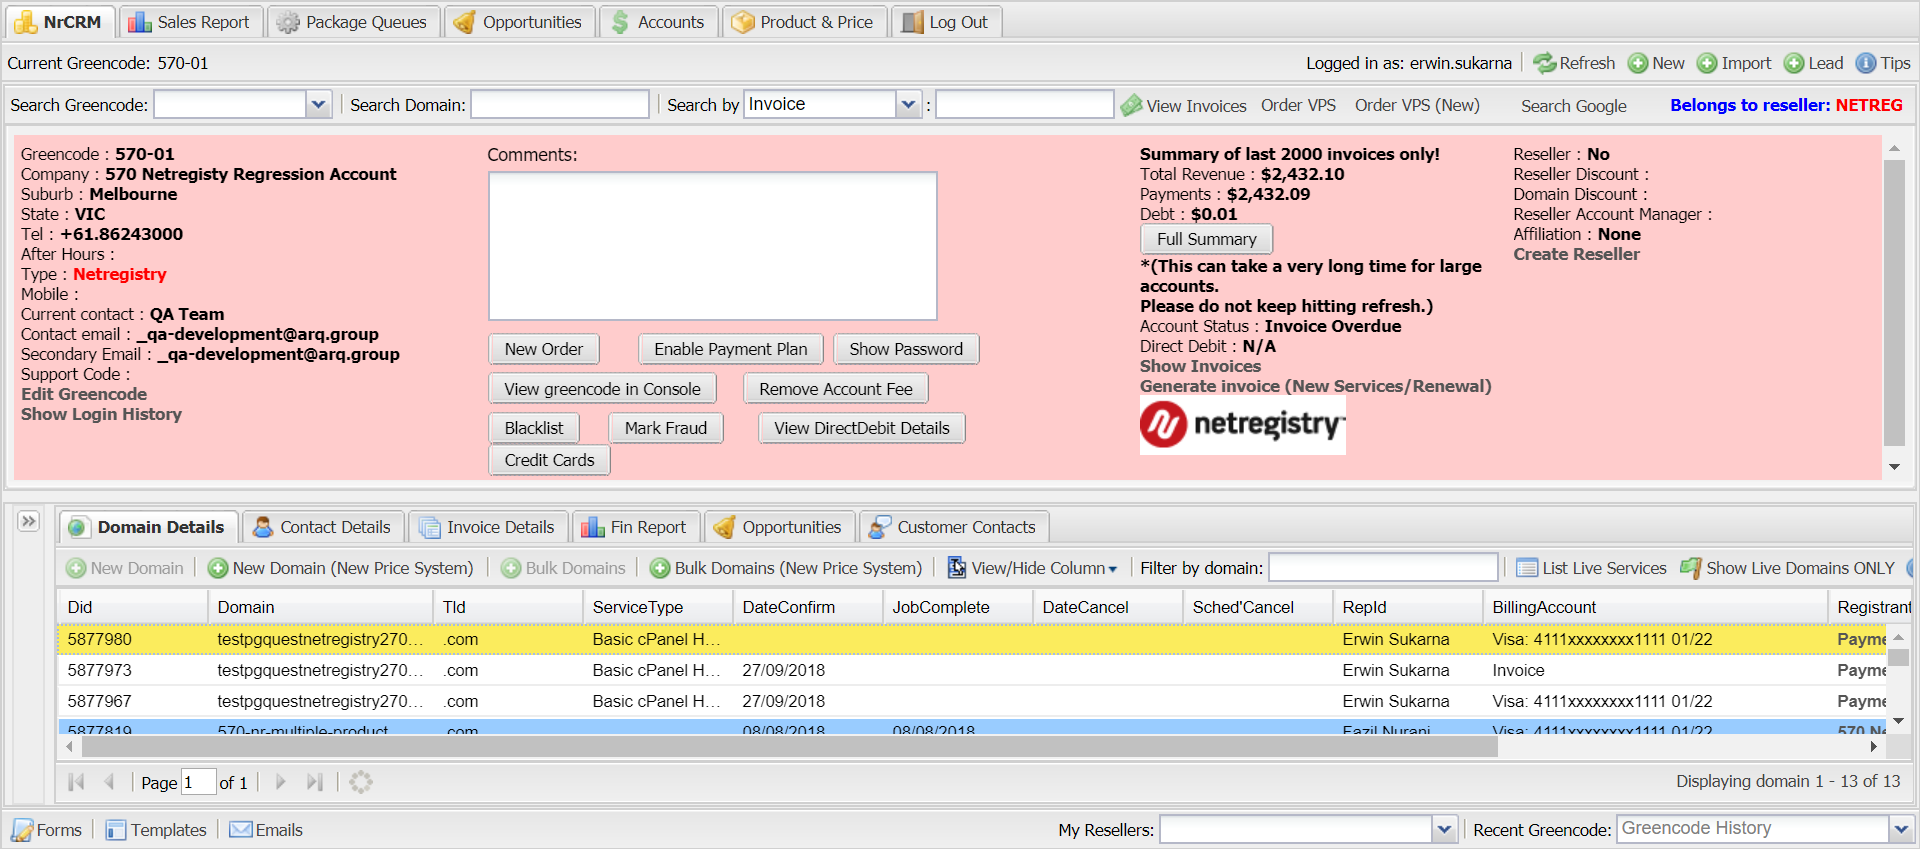 NrCRM Sales Report Package Queues Opportunities Accounts Product & Price Log Out
Current Greencode: 570-01 Logged in as: erwin.sukarna Refresh New Import Lead Tips
Search Greencode: Search Domain: Search by Invoice : View Invoices Order VPS Order VPS (New) Search Google Belongs to reseller: NETREG
Greencode : 570-01
Company : 570 Netregisty Regression Account
Suburb : Melbourne
State : VIC
Tel : +61.86243000
After Hours :
Type : Netregistry
Mobile :
Current contact : QA Team
Contact email : _qa-development@arq.group
Secondary Email : _qa-development@arq.group
Support Code :
Edit Greencode
Show Login History
Comments:
New Order Enable Payment Plan Show Password
View greencode in Console Remove Account Fee
Blacklist Mark Fraud View DirectDebit Details
Credit Cards
Summary of last 2000 invoices only!
Total Revenue : $2,432.10
Payments : $2,432.09
Debt : $0.01
Full Summary
*(This can take a very long time for large
accounts.
Please do not keep hitting refresh.)
Account Status : Invoice Overdue
Direct Debit : N/A
Show Invoices
Generate invoice (New Services/Renewal)
netregistry
Reseller : No
Reseller Discount :
Domain Discount :
Reseller Account Manager :
Affiliation : None
Create Reseller
Domain Details Contact Details Invoice Details Fin Report Opportunities Customer Contacts
New Domain New Domain (New Price System) Bulk Domains Bulk Domains (New Price System) View/Hide Column Filter by domain: List Live Services Show Live Domains ONLY
Did Domain Tld ServiceType DateConfirm JobComplete DateCancel Sched'Cancel RepId BillingAccount Registrant
5877980 testpgquestnetregistry270... .com Basic cPanel H... Erwin Sukarna Visa: 4111xxxxxxxx1111 01/22 Payme
5877973 testpgquestnetregistry270... .com Basic cPanel H... 27/09/2018 Erwin Sukarna Invoice Payme
5877967 testpgquestnetregistry270... .com Basic cPanel H... 27/09/2018 Erwin Sukarna Visa: 4111xxxxxxxx1111 01/22 Payme
5877819 570-nr-multiple-product .com 08/08/2018 08/08/2018 Fazil Nurani Visa: 4111xxxxxxxx1111 01/22 570 Ne
Page 1 of 1 Displaying domain 1 - 13 of 13
Forms Templates Emails My Resellers: Recent Greencode: Greencode History